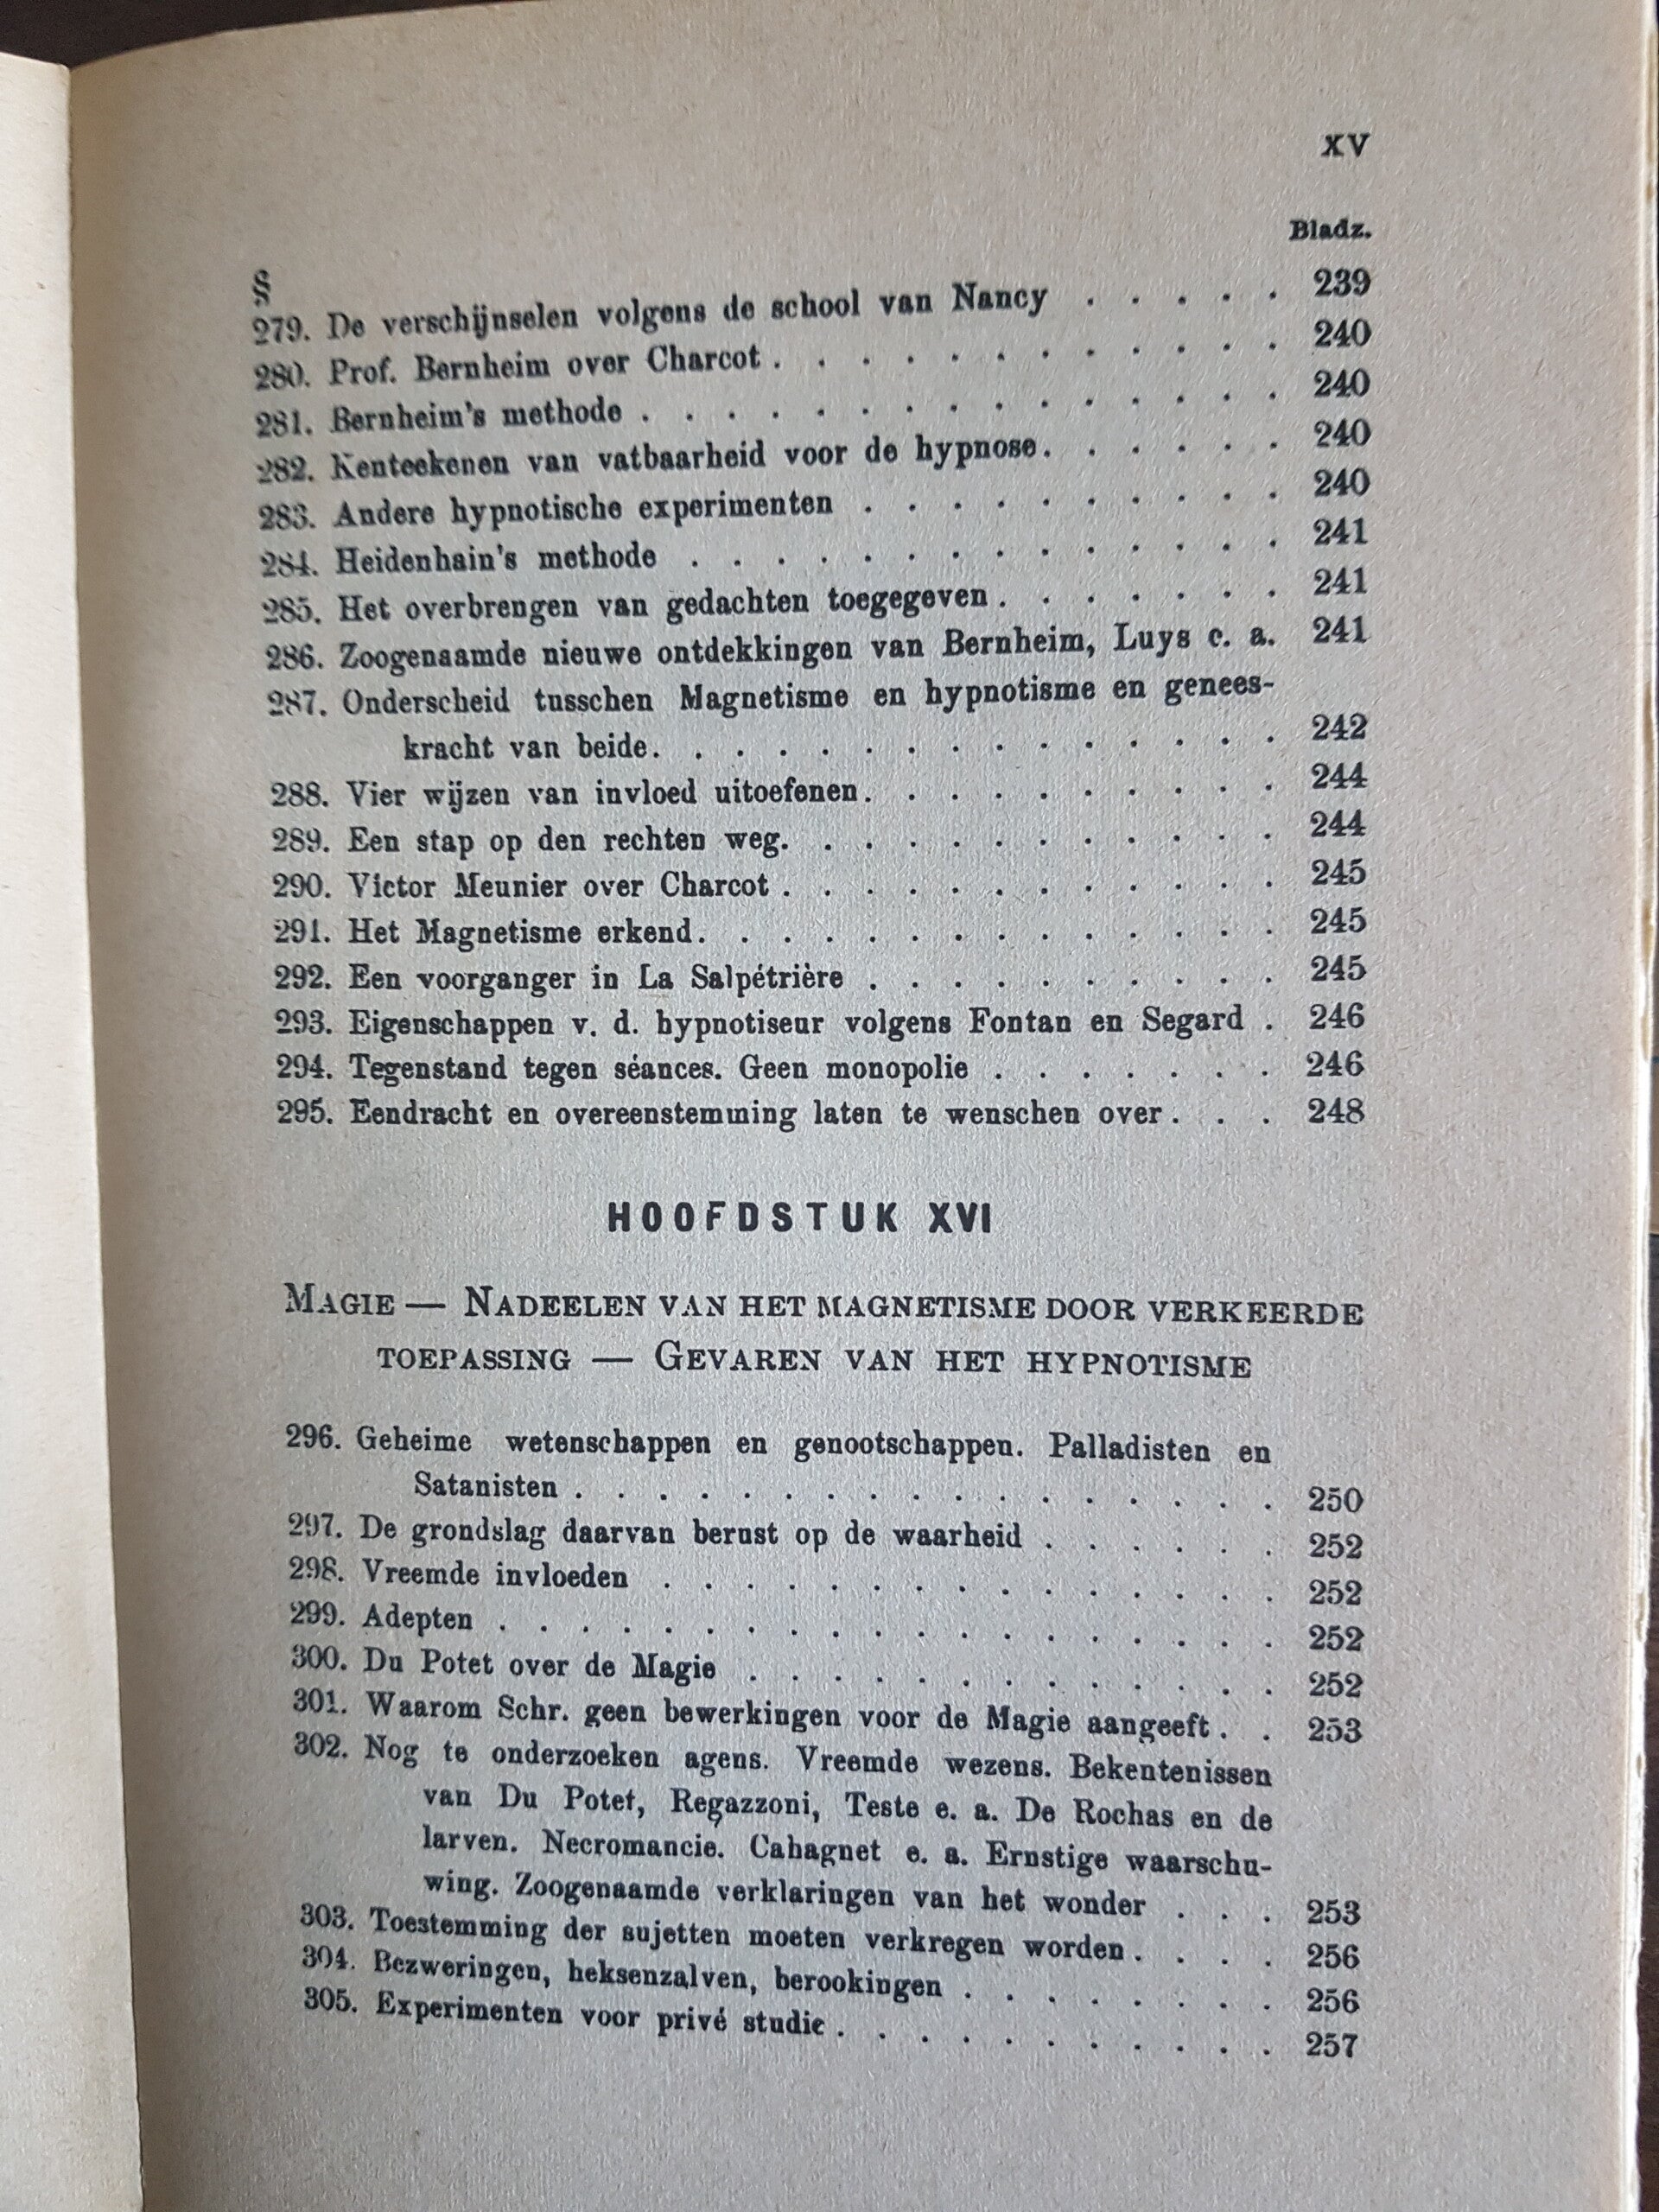 XV
Bladz.
§
279. De verschijnselen volgens de school van Nancy . . . . . 239
280. Prof. Bernheim over Charcot . . . . . . . . . . . . 240
281. Bernheim's methode . . . . . . . . . . . . . . . 240
282. Kenteekenen van vatbaarheid voor de hypnose. . . . . . 240
283. Andere hypnotische experimenten . . . . . . . . . . 240
284. Heidenhain's methode . . . . . . . . . . . . . . 241
285. Het overbrengen van gedachten toegegeven . . . . . . . 241
286. Zoogenaamde nieuwe ontdekkingen van Bernheim, Luys c. a. 241
287. Onderscheid tusschen Magnetisme en hypnotisme en genees-
kracht van beide. . . . . . . . . . . . . . . 242
288. Vier wijzen van invloed uitoefenen. . . . . . . . . . 244
289. Een stap op den rechten weg. . . . . . . . . . . . 244
290. Victor Meunier over Charcot . . . . . . . . . . . . 245
291. Het Magnetisme erkend. . . . . . . . . . . . . . 245
292. Een voorganger in La Salpétrière . . . . . . . . . . 245
293. Eigenschappen v. d. hypnotiseur volgens Fontan en Segard . 246
294. Tegenstand tegen séances. Geen monopolie . . . . . . . 246
295. Eendracht en overeenstemming laten te wenschen over . . . 248
HOOFDSTUK XVI
MAGIE — NADEELEN VAN HET MAGNETISME DOOR VERKEERDE
TOEPASSING — GEVAREN VAN HET HYPNOTISME
296. Geheime wetenschappen en genootschappen. Palladisten en
Satanisten . . . . . . . . . . . . . . . . . 250
297. De grondslag daarvan berust op de waarheid . . . . . . 252
298. Vreemde invloeden . . . . . . . . . . . . . . . 252
299. Adepten . . . . . . . . . . . . . . . . . . . 252
300. Du Potet over de Magie . . . . . . . . . . . . . 252
301. Waarom Schr. geen bewerkingen voor de Magie aangeeft . . 253
302. Nog te onderzoeken agens. Vreemde wezens. Bekentenissen
van Du Potet, Regazzoni, Teste e. a. De Rochas en de
larven. Necromancie. Cahagnet e. a. Ernstige waarschu-
wing. Zoogenaamde verklaringen van het wonder . . . 253
303. Toestemming der sujetten moeten verkregen worden . . . . 256
304. Bezweringen, heksenzalven, berookingen . . . . . . . . 256
305. Experimenten voor privé studie . . . . . . . . . . . 257